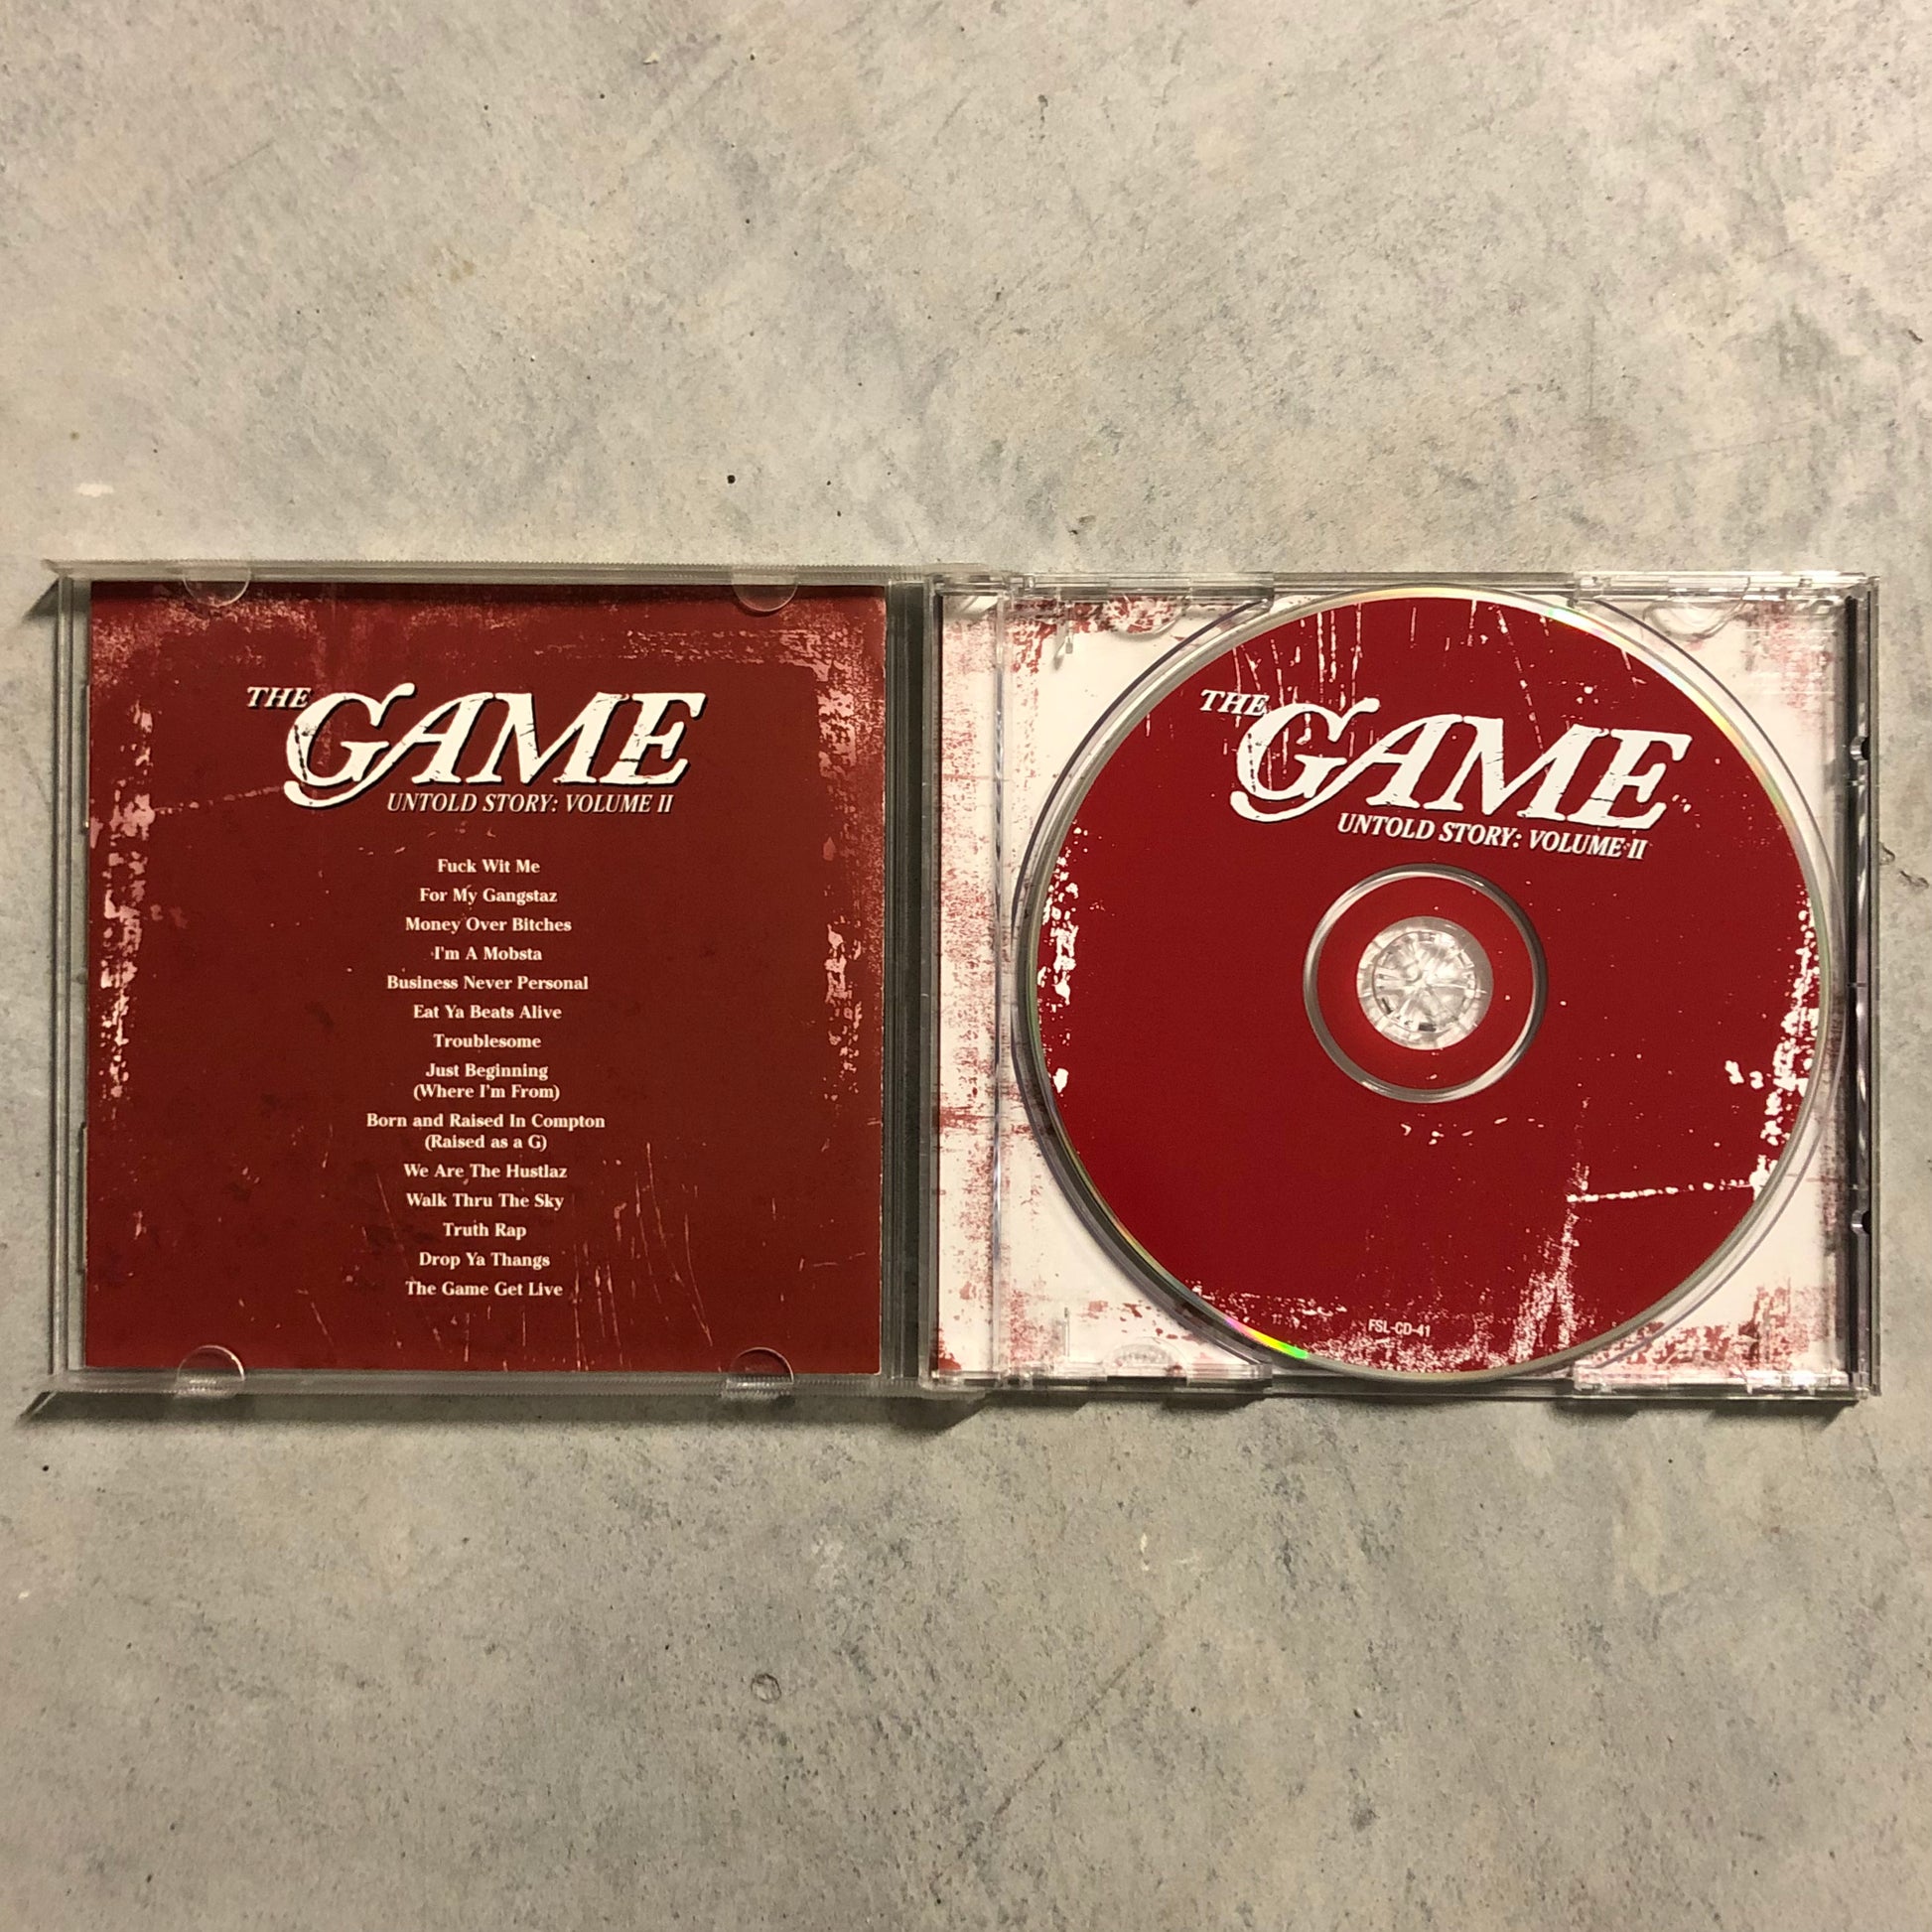 THE GAME
UNTOLD STORY: VOLUME II
Fuck Wit Me
For My Gangstaz
Money Over Bitches
I'm A Mobsta
Business Never Personal
Eat Ya Beats Alive
Troublesome
Just Beginning
(Where I'm From)
Born and Raised In Compton
(Raised as a G)
We Are The Hustlaz
Walk Thru The Sky
Truth Rap
Drop Ya Thangs
The Game Get Live
THE GAME
UNTOLD STORY: VOLUME II
FSL-CD-41